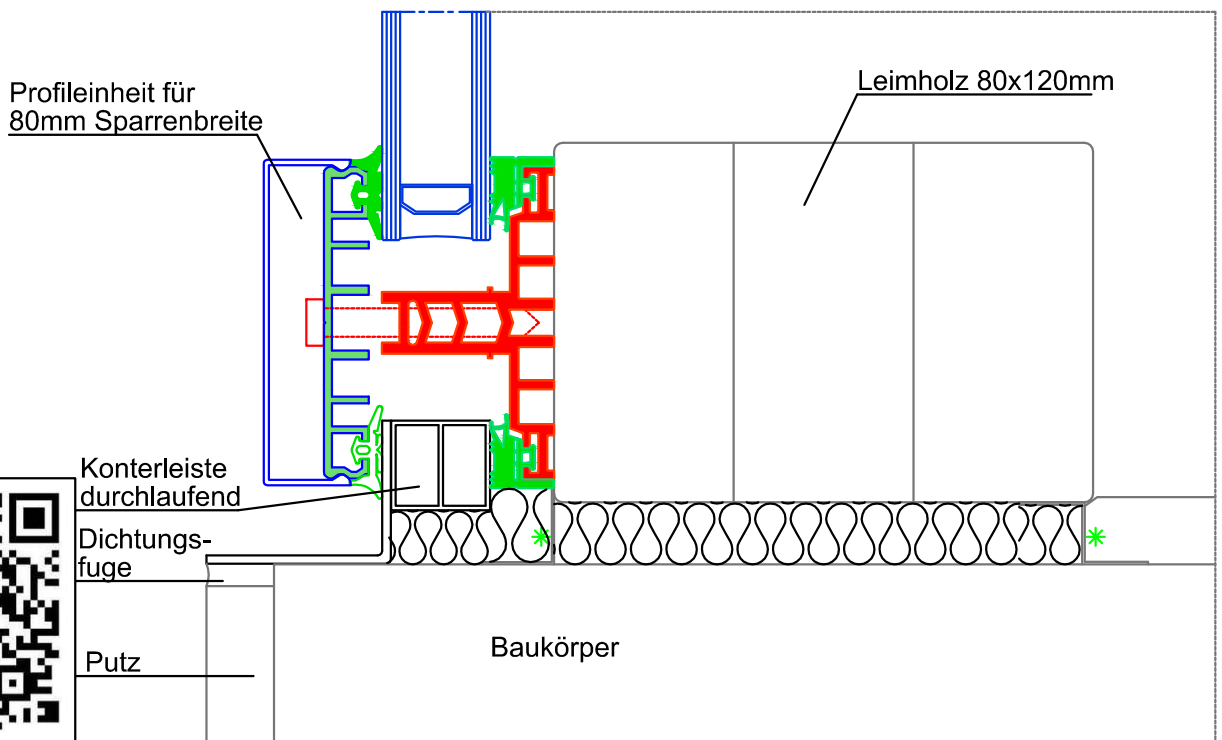 Profileinheit für
80mm Sparrenbreite
Leimholz 80x120mm
Konterleiste
durchlaufend
Dichtungs-
fuge
Baukörper
Putz